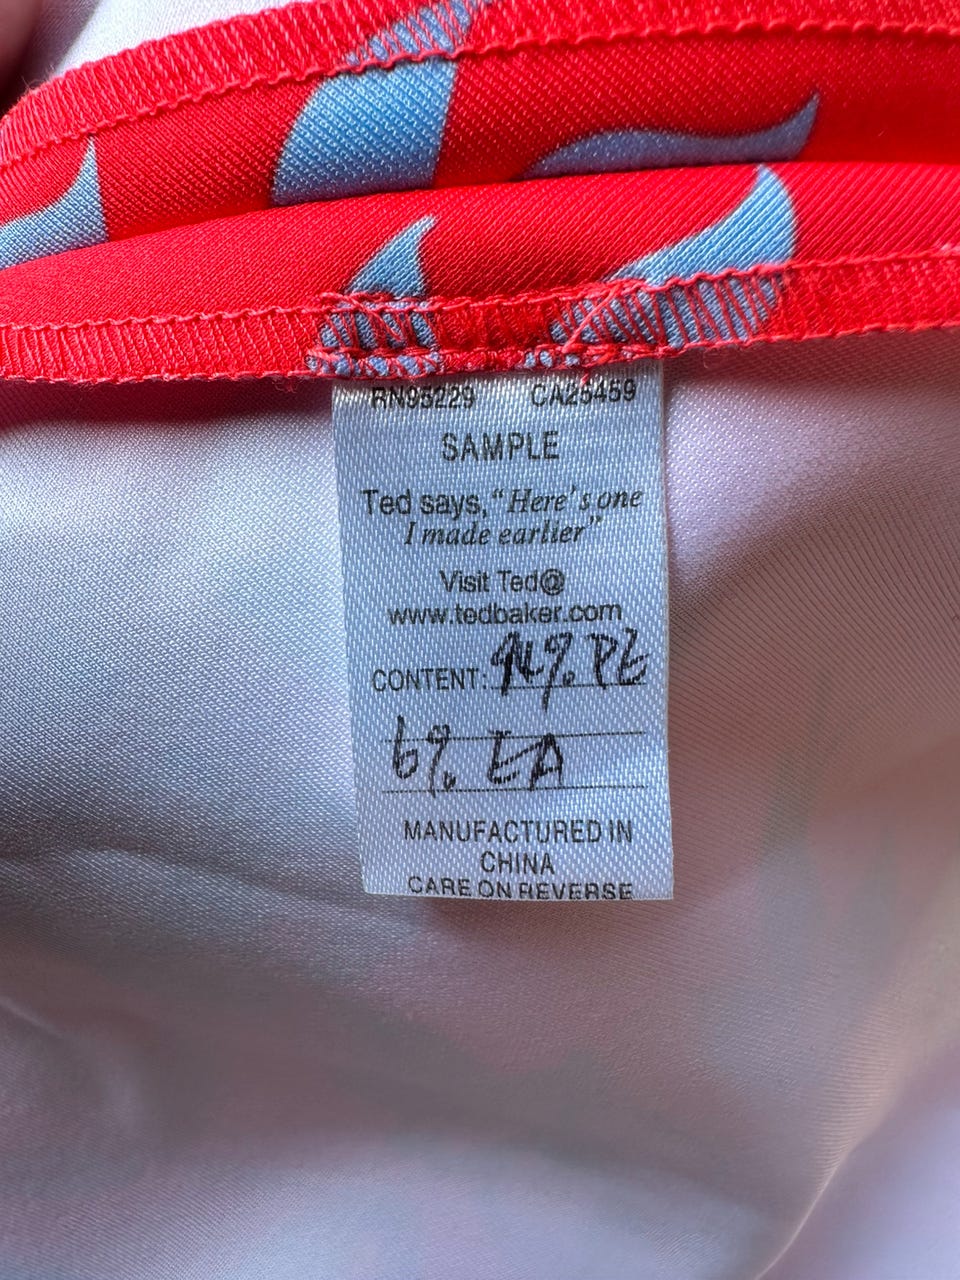 RN95229 CA25459
SAMPLE
Ted says, "Here's one
I made earlier"
Visit Ted@
www.tedbaker.com
CONTENT: 94% PE
6% EA
MANUFACTURED IN
CHINA
CARE ON REVERSE